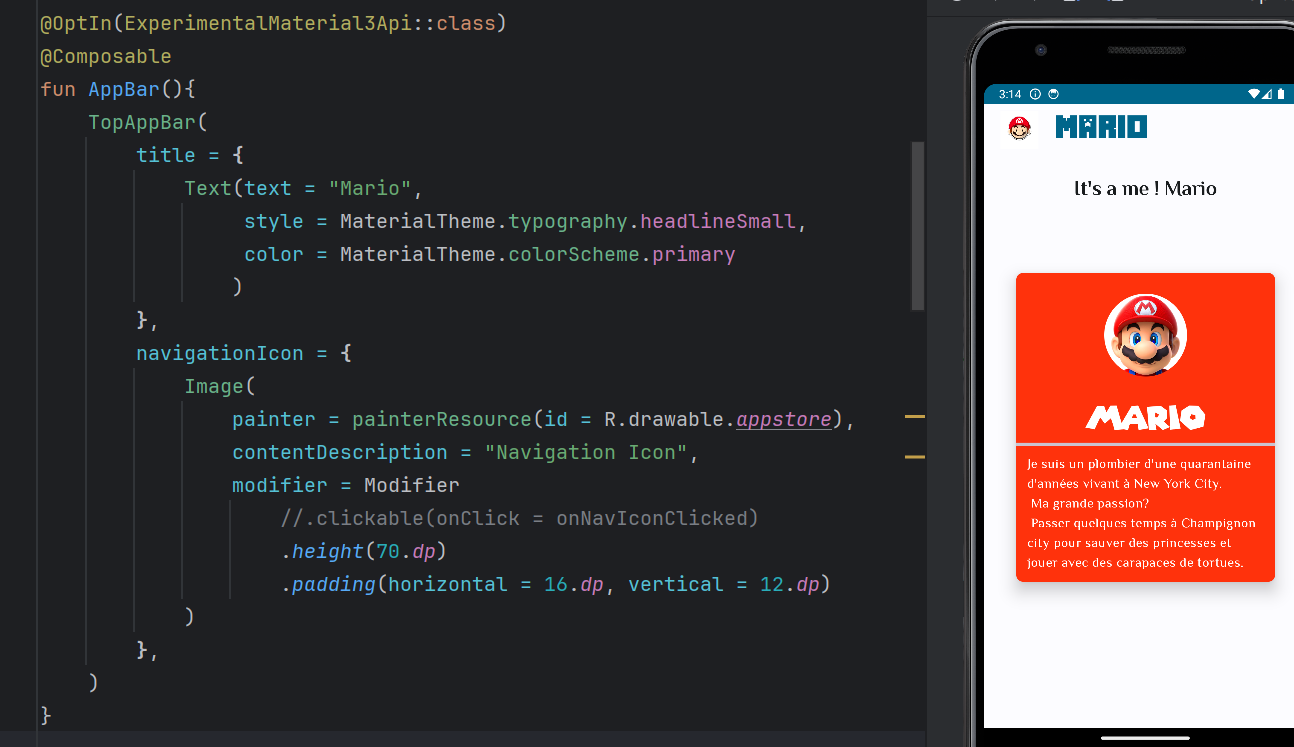 @OptIn(ExperimentalMaterial3Api::class)
@Composable
fun AppBar(){
TopAppBar(
title = {
Text(text = "Mario",
style = MaterialTheme.typography.headlineSmall,
color = MaterialTheme.colorScheme.primary
)
},
navigationIcon = {
Image(
painter = painterResource(id = R.drawable.appstore),
contentDescription = "Navigation Icon",
modifier = Modifier
//.clickable(onClick = onNavIconClicked)
.height(70.dp)
.padding(horizontal = 16.dp, vertical = 12.dp)
)
},
)
}
3:14
MARIO
It's a me ! Mario
M
MARIO
Je suis un plombier d'une quarantaine
d'années vivant à New York City.
Ma grande passion?
Passer quelques temps à Champignon
city pour sauver des princesses et
jouer avec des carapaces de tortues.